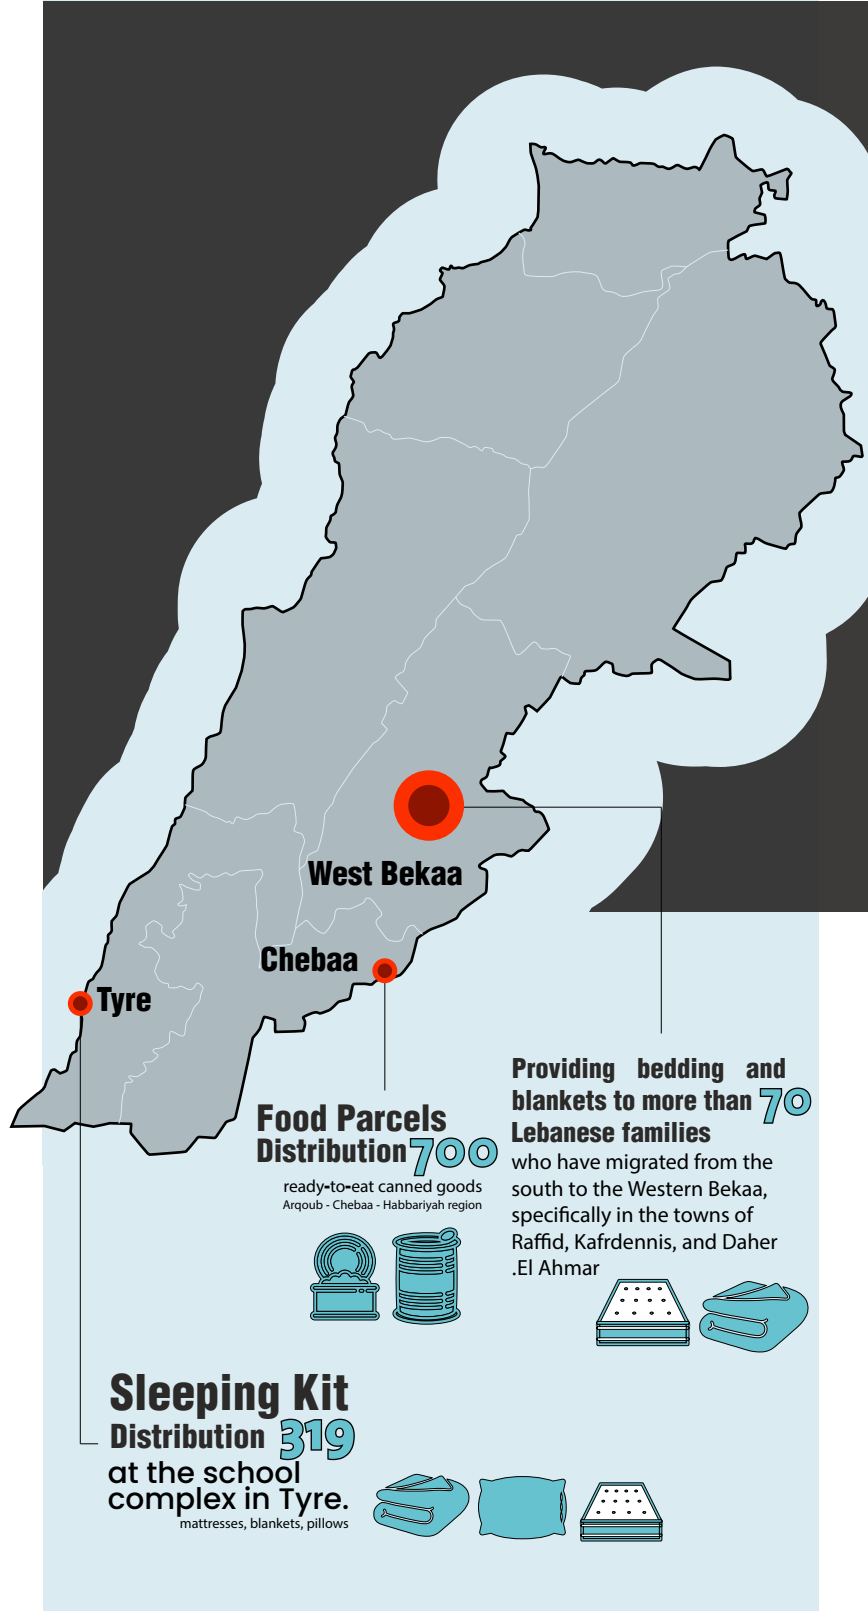 West Bekaa
Chebaa
Tyre
Providing bedding and
blankets to more than 70
Lebanese families
who have migrated from the
south to the Western Bekaa,
specifically in the towns of
Raffid, Kafrdennis, and Daher
.El Ahmar
Food Parcels
Distribution 700
ready-to-eat canned goods
Arqoub - Chebaa - Habbariyah region
Sleeping Kit
Distribution 319
at the school
complex in Tyre.
mattresses, blankets, pillows